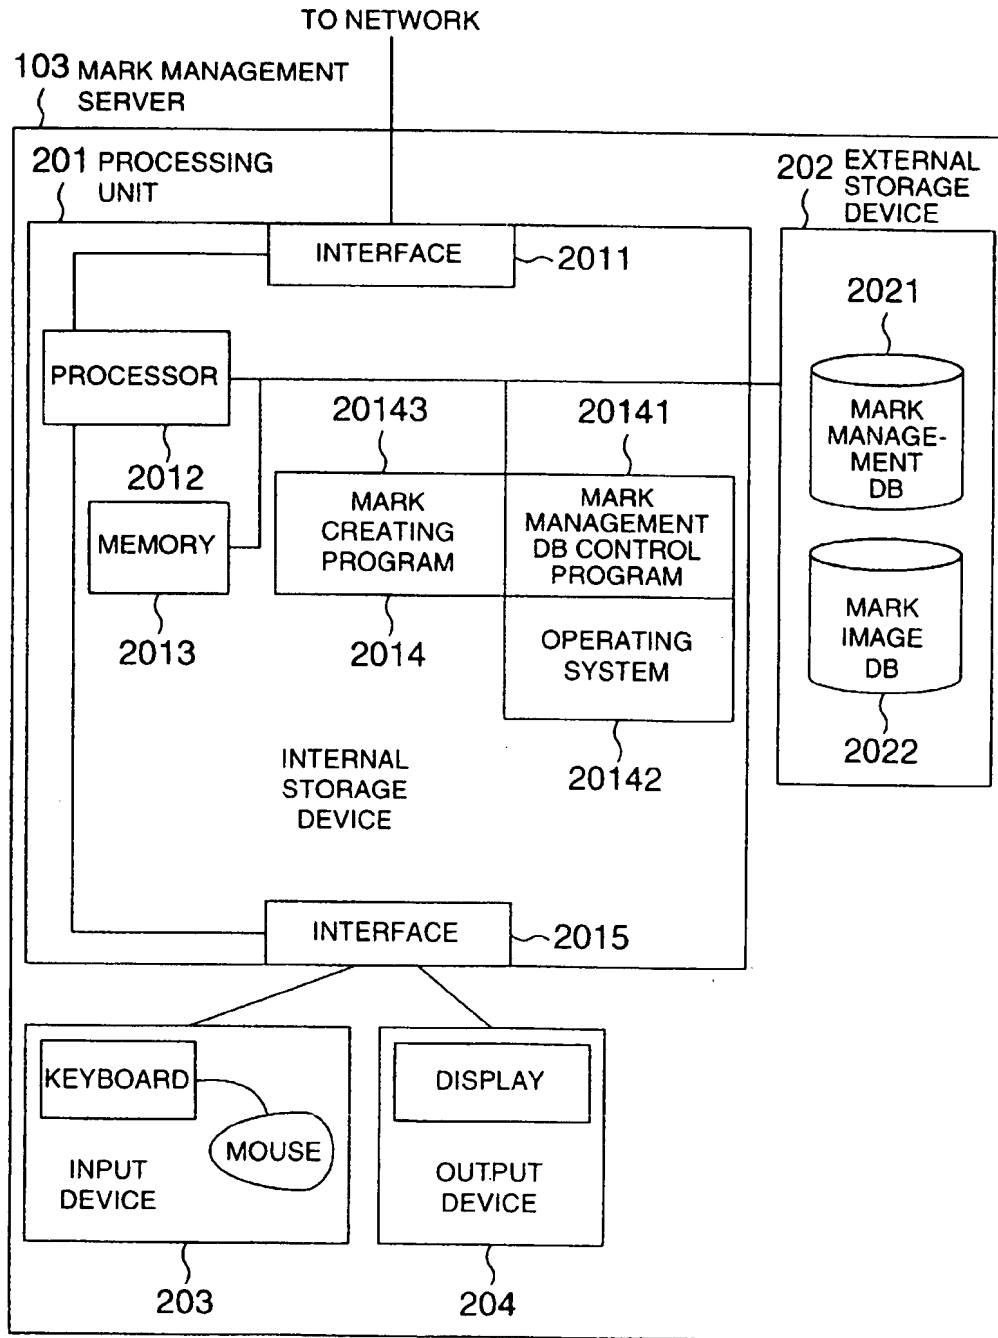 TO NETWORK
103 MARK MANAGEMENT
SERVER
201 PROCESSING
UNIT
202 EXTERNAL
STORAGE
DEVICE
INTERFACE
2011
2021
PROCESSOR
2012
20143
20141
MARK
MANAGE-
MENT
DB
MEMORY
2013
MARK
CREATING
PROGRAM
2014
MARK
MANAGEMENT
DB CONTROL
PROGRAM
OPERATING
SYSTEM
20142
MARK
IMAGE
DB
2022
INTERNAL
STORAGE
DEVICE
INTERFACE
2015
KEYBOARD
MOUSE
INPUT
DEVICE
203
DISPLAY
OUTPUT
DEVICE
204